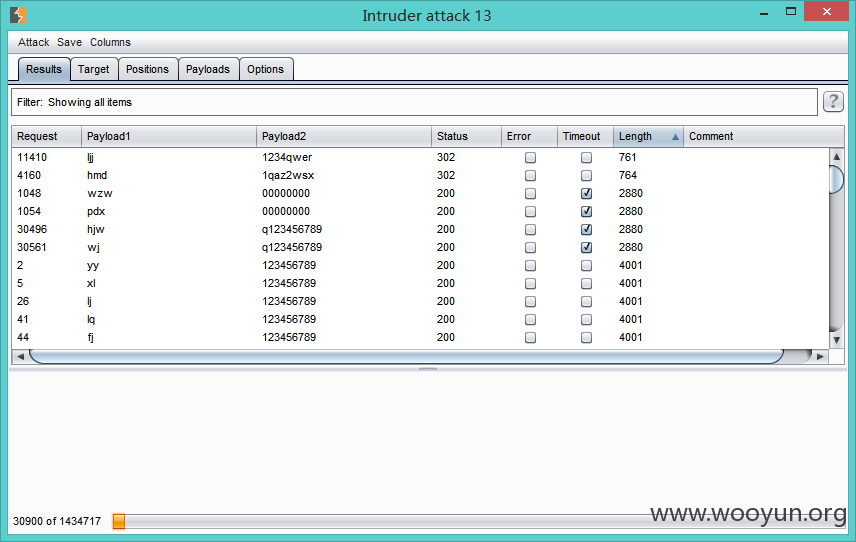 Intruder attack 13
Attack Save Columns
Results Target Positions Payloads Options
Filter: Showing all items ?
Request Payload1 Payload2 Status Error Timeout Length Comment
11410 ljj 1234qwer 302 761
4160 hmd 1qaz2wsx 302 764
1048 wzw 00000000 200 2880
1054 pdx 00000000 200 2880
30496 hjw q123456789 200 2880
30561 wj q123456789 200 2880
2 yy 123456789 200 4001
5 xl 123456789 200 4001
26 lj 123456789 200 4001
41 lq 123456789 200 4001
44 fj 123456789 200 4001
30900 of 1434717
www.wooyun.org